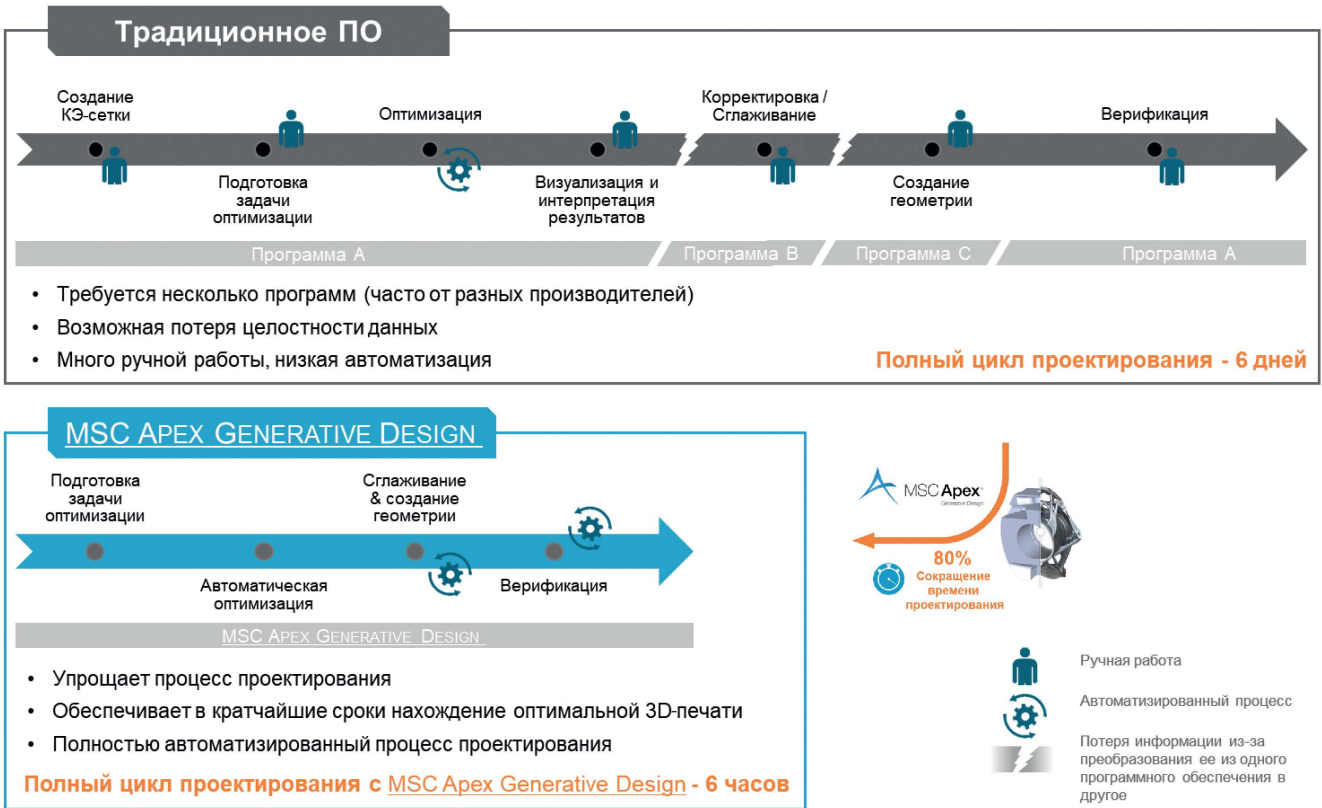 Традиционное ПО
Создание
КЭ-сетки
Оптимизация
Корректировка /
Сглаживание
Верификация
Подготовка
задачи
оптимизации
Визуализация и
интерпретация
результатов
Создание
геометрии
Программа А
Программа В
Программа С
Программа А
• Требуется несколько программ (часто от разных производителей)
• Возможная потеря целостности данных
• Много ручной работы, низкая автоматизация
Полный цикл проектирования - 6 дней
MSC APEX GENERATIVE DESIGN
Подготовка
задачи
оптимизации
Сглаживание
& создание
геометрии
Автоматическая
оптимизация
Верификация
MSC APEX GENERATIVE DESIGN
• Упрощает процесс проектирования
• Обеспечивает в кратчайшие сроки нахождение оптимальной 3D-печати
• Полностью автоматизированный процесс проектирования
Полный цикл проектирования с MSC Apex Generative Design - 6 часов
MSC Apex
Generative Design
80%
Сокращение
времени
проектирования
Ручная работа
Автоматизированный процесс
Потеря информации из-за
преобразования ее из одного
программного обеспечения в
другое